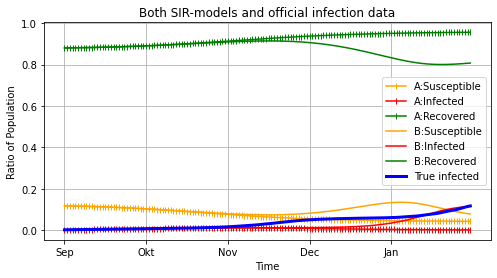 Both SIR-models and official infection data
Ratio of Population
1.0
0.8
0.6
0.4
0.2
0.0
A:Susceptible
A:Infected
A:Recovered
B:Susceptible
B:Infected
B:Recovered
True infected
Sep
Okt
Nov
Dec
Jan
Time